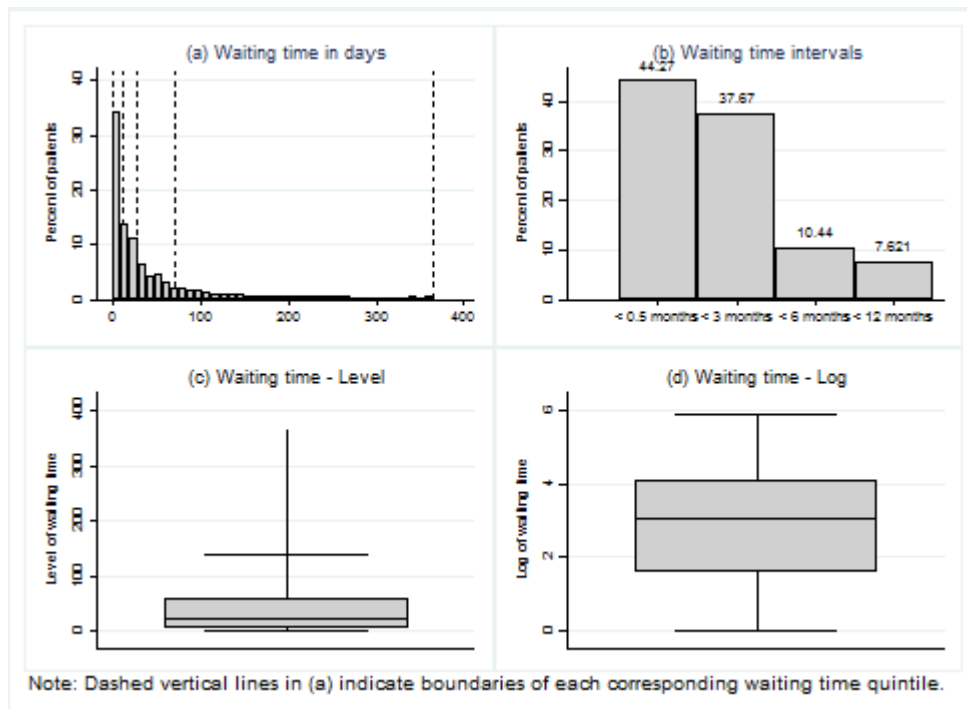 (a) Waiting time in days
Percent of patients
40
30
20
10
0
0 100 200 300 400
(b) Waiting time intervals
Percent of patients
40
30
20
10
0
44.27
37.67
10.44
7.621
< 0.5 months < 3 months < 6 months < 12 months
(c) Waiting time - Level
Level of waiting time
400
300
200
100
0
(d) Waiting time - Log
Log of waiting time
6
4
2
0
Note: Dashed vertical lines in (a) indicate boundaries of each corresponding waiting time quintile.